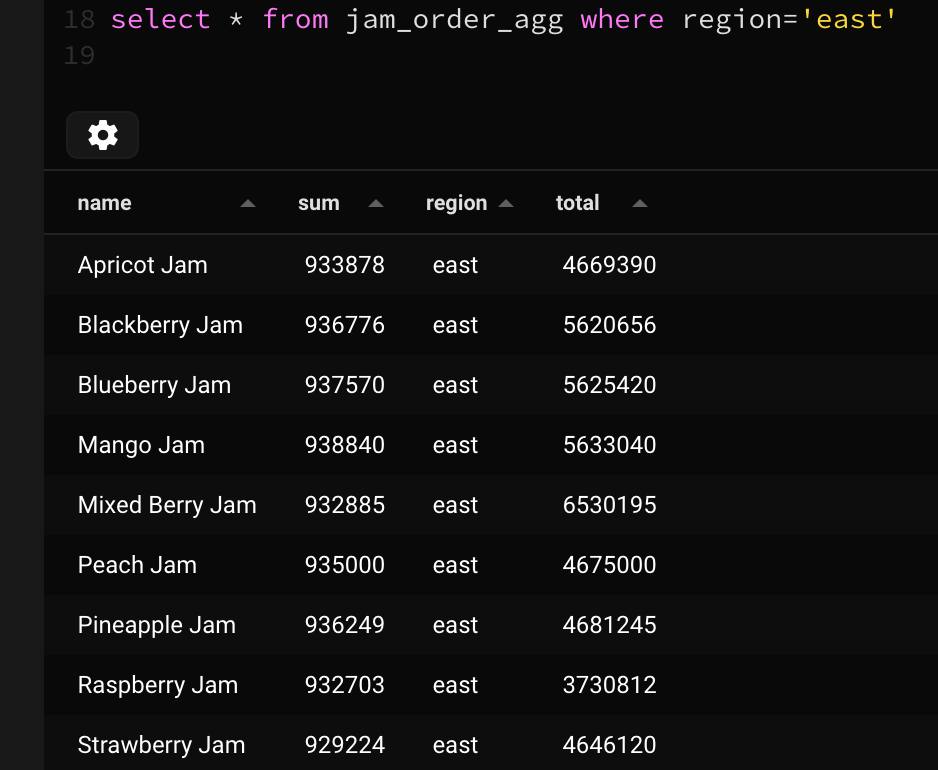 18 select * from jam_order_agg where region='east'
19
name sum region total
Apricot Jam 933878 east 4669390
Blackberry Jam 936776 east 5620656
Blueberry Jam 937570 east 5625420
Mango Jam 938840 east 5633040
Mixed Berry Jam 932885 east 6530195
Peach Jam 935000 east 4675000
Pineapple Jam 936249 east 4681245
Raspberry Jam 932703 east 3730812
Strawberry Jam 929224 east 4646120